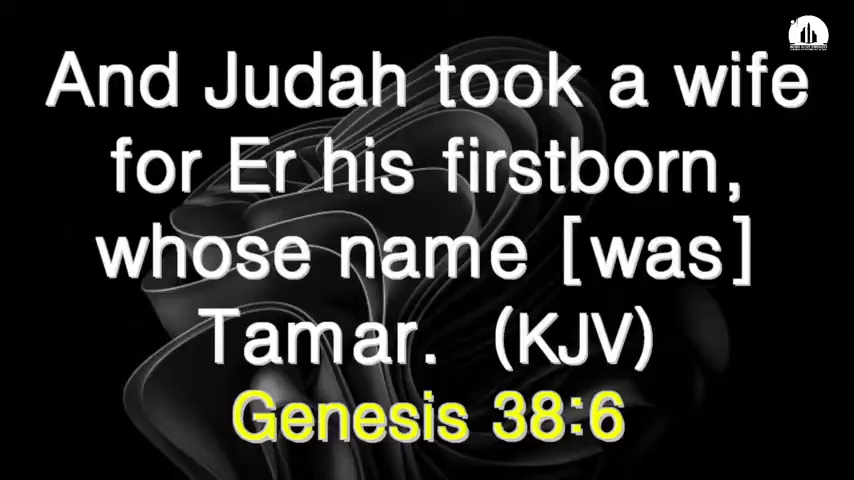 And Judah took a wife
for Er his firstborn,
whose name [was]
Tamar. (KJV)
Genesis 38:6